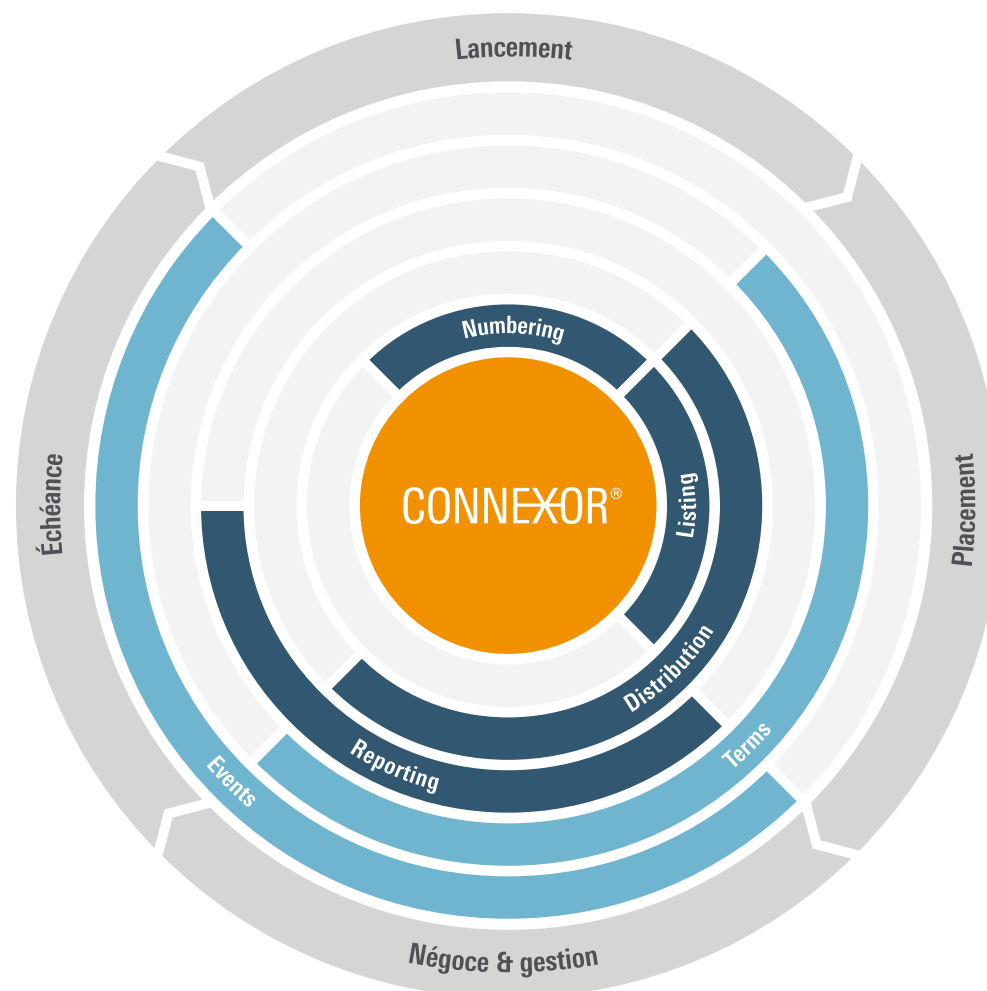 Lancement
Numbering
CONNEXOR®
Listing
Échéance
Placement
Distribution
Reporting
Terms
Events
Négoce & gestion